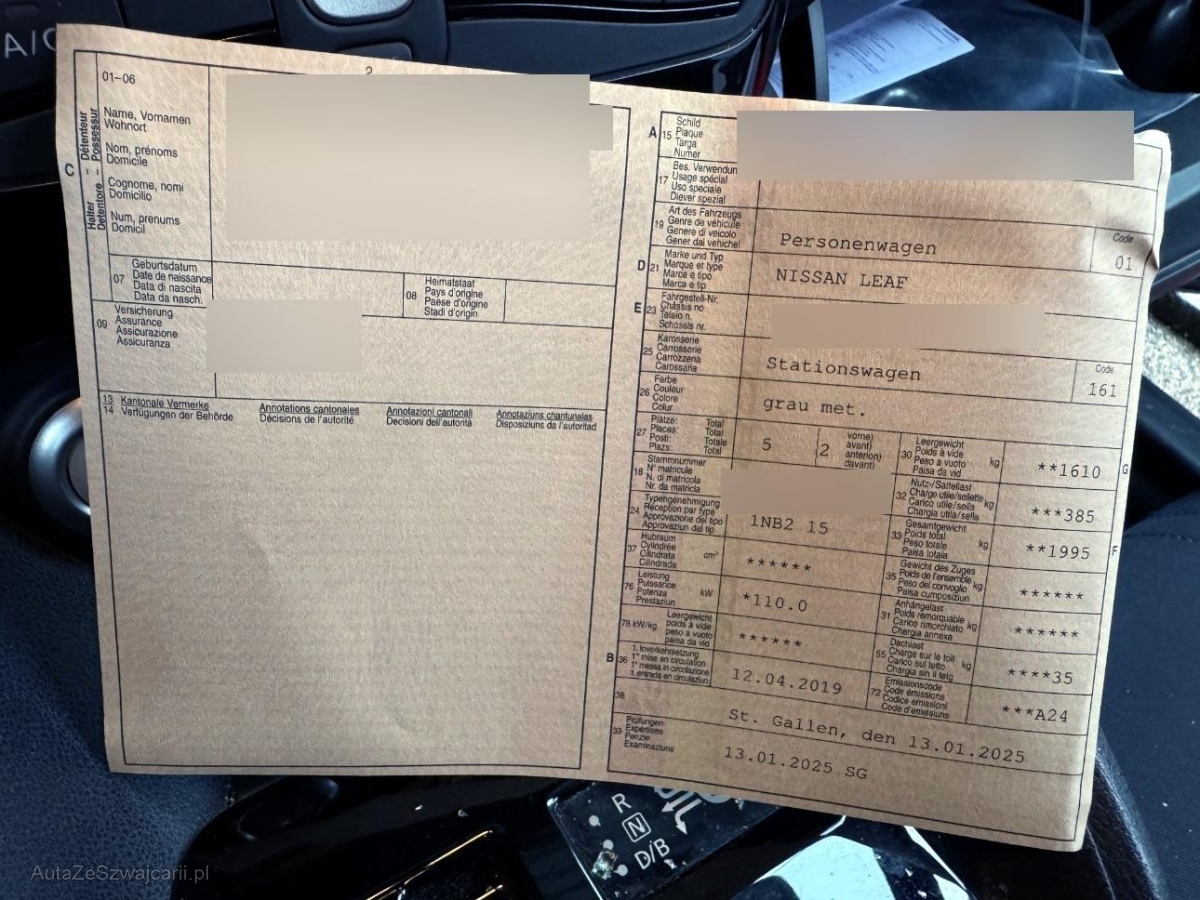 AIC
2
01–06
Détenteur
Possessur
Halter
Detentore
C
Name, Vornamen
Wohnort
Nom, prénoms
Domicile
Cognome, nomi
Domicilio
Num, prenums
Domicil
07
Geburtsdatum
Date de naissance
Data di nascita
Data da nasch.
08
Heimatstaat
Pays d'origine
Paese d'origine
Stadi d'origin
09
Versicherung
Assurance
Assicurazione
Assicuranza
13
14
Kantonale Vermerke
Verfügungen der Behörde
Annotations cantonales
Décisions de l'autorité
Annotazioni cantonali
Decisioni dell'autorità
Annotaziuns chantunalas
Disposiziuns da l'autoritad
A 15
Schild
Plaque
Targa
Numer
17
Bes. Verwendun
Usage spécial
Uso speciale
Diever spezial
19
Art des Fahrzeugs
Genre de véhicule
Genere di veicolo
Gener dal vehichel
Personenwagen
Code
01
D 21
Marke und Typ
Marque et type
Marca e tipo
Marca e tip
NISSAN LEAF
E 23
Fahrgestell-Nr.
Châssis no
Telaio n.
Schassis nr.
25
Karosserie
Carrosserie
Carrozzeria
Carossaria
Stationswagen
Code
161
26
Farbe
Couleur
Colore
Colur
grau met.
27
Plätze: Total
Places: Total
Posti: Totale
Plazs: Total
5
2
vorne)
avant)
anteriori)
davant)
30
Leergewicht
Poids à vide
Peso a vuoto
Paisa da vid
kg
**1610
G
18
Stammnummer
N° matricule
N. di matricola
Nr. da matricla
32
Nutz-/Sattellast
Charge utile/sellette
Carico utile/sella
Chargia utila/sella
kg
***385
24
Typengenehmigung
Réception par type
Approvazione del tipo
Approvaziun dal tip
1NB2 15
33
Gesamtgewicht
Poids total
Peso totale
Paisa totala
kg
**1995
F
37
Hubraum
Cylindrée
Cilindrata
Cilindrada
cm³
******
35
Gewicht des Zuges
Poids de l'ensemble
Peso del convoglio
Paisa cumposiziun
kg
******
76
Leistung
Puissance
Potenza
Prestaziun
kW
*110.0
31
Anhängelast
Poids remorquable
Carico rimorchiato
Chargia annexa
kg
******
78 kW/kg
Leergewicht
poids à vide
peso a vuoto
paisa da vid
******
55
Dachlast
Charge sur le toit
Carico sul tetto
Chargia sin il tetg
kg
****35
B 36
1. Inverkehrsetzung
1re mise en circulation
1a messa in circolazione
1. entrada en circulaziun
12.04.2019
72
Emissionscode
Code émissions
Codice emissioni
Code d'emissiuns
***A24
38
St. Gallen, den 13.01.2025
39
Prüfungen
Expertises
Perizie
Examinaziuns
13.01.2025 SG
R
N
D/B
AutaZeSzwajcarii.pl